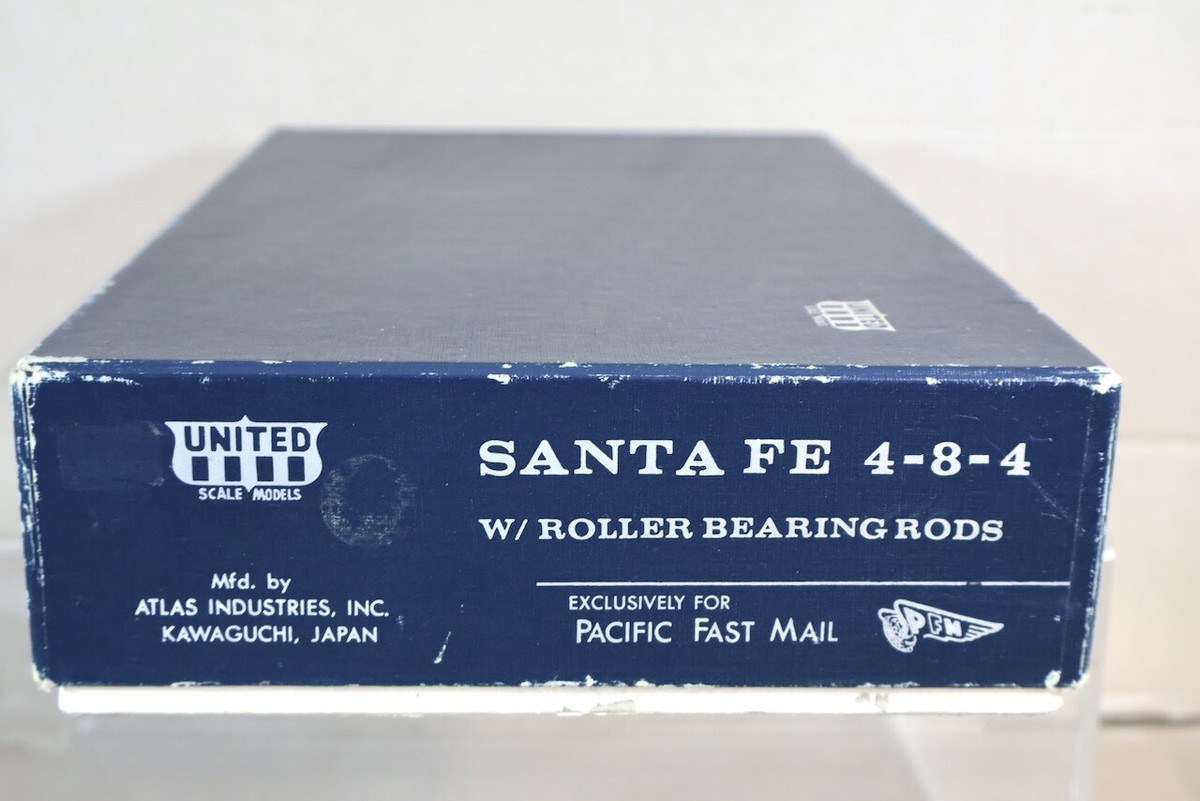 UNITED
UNITED
SCALE MODELS
SANTA FE 4-8-4
W/ ROLLER BEARING RODS
Mfd. by
ATLAS INDUSTRIES, INC.
KAWAGUCHI, JAPAN
EXCLUSIVELY FOR
PACIFIC FAST MAIL
PFM